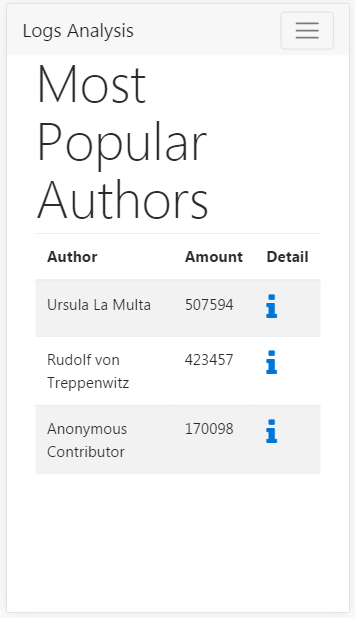 Logs Analysis
Most
Popular
Authors
Author Amount Detail
Ursula La Multa 507594
Rudolf von 423457
Treppenwitz
Anonymous 170098
Contributor